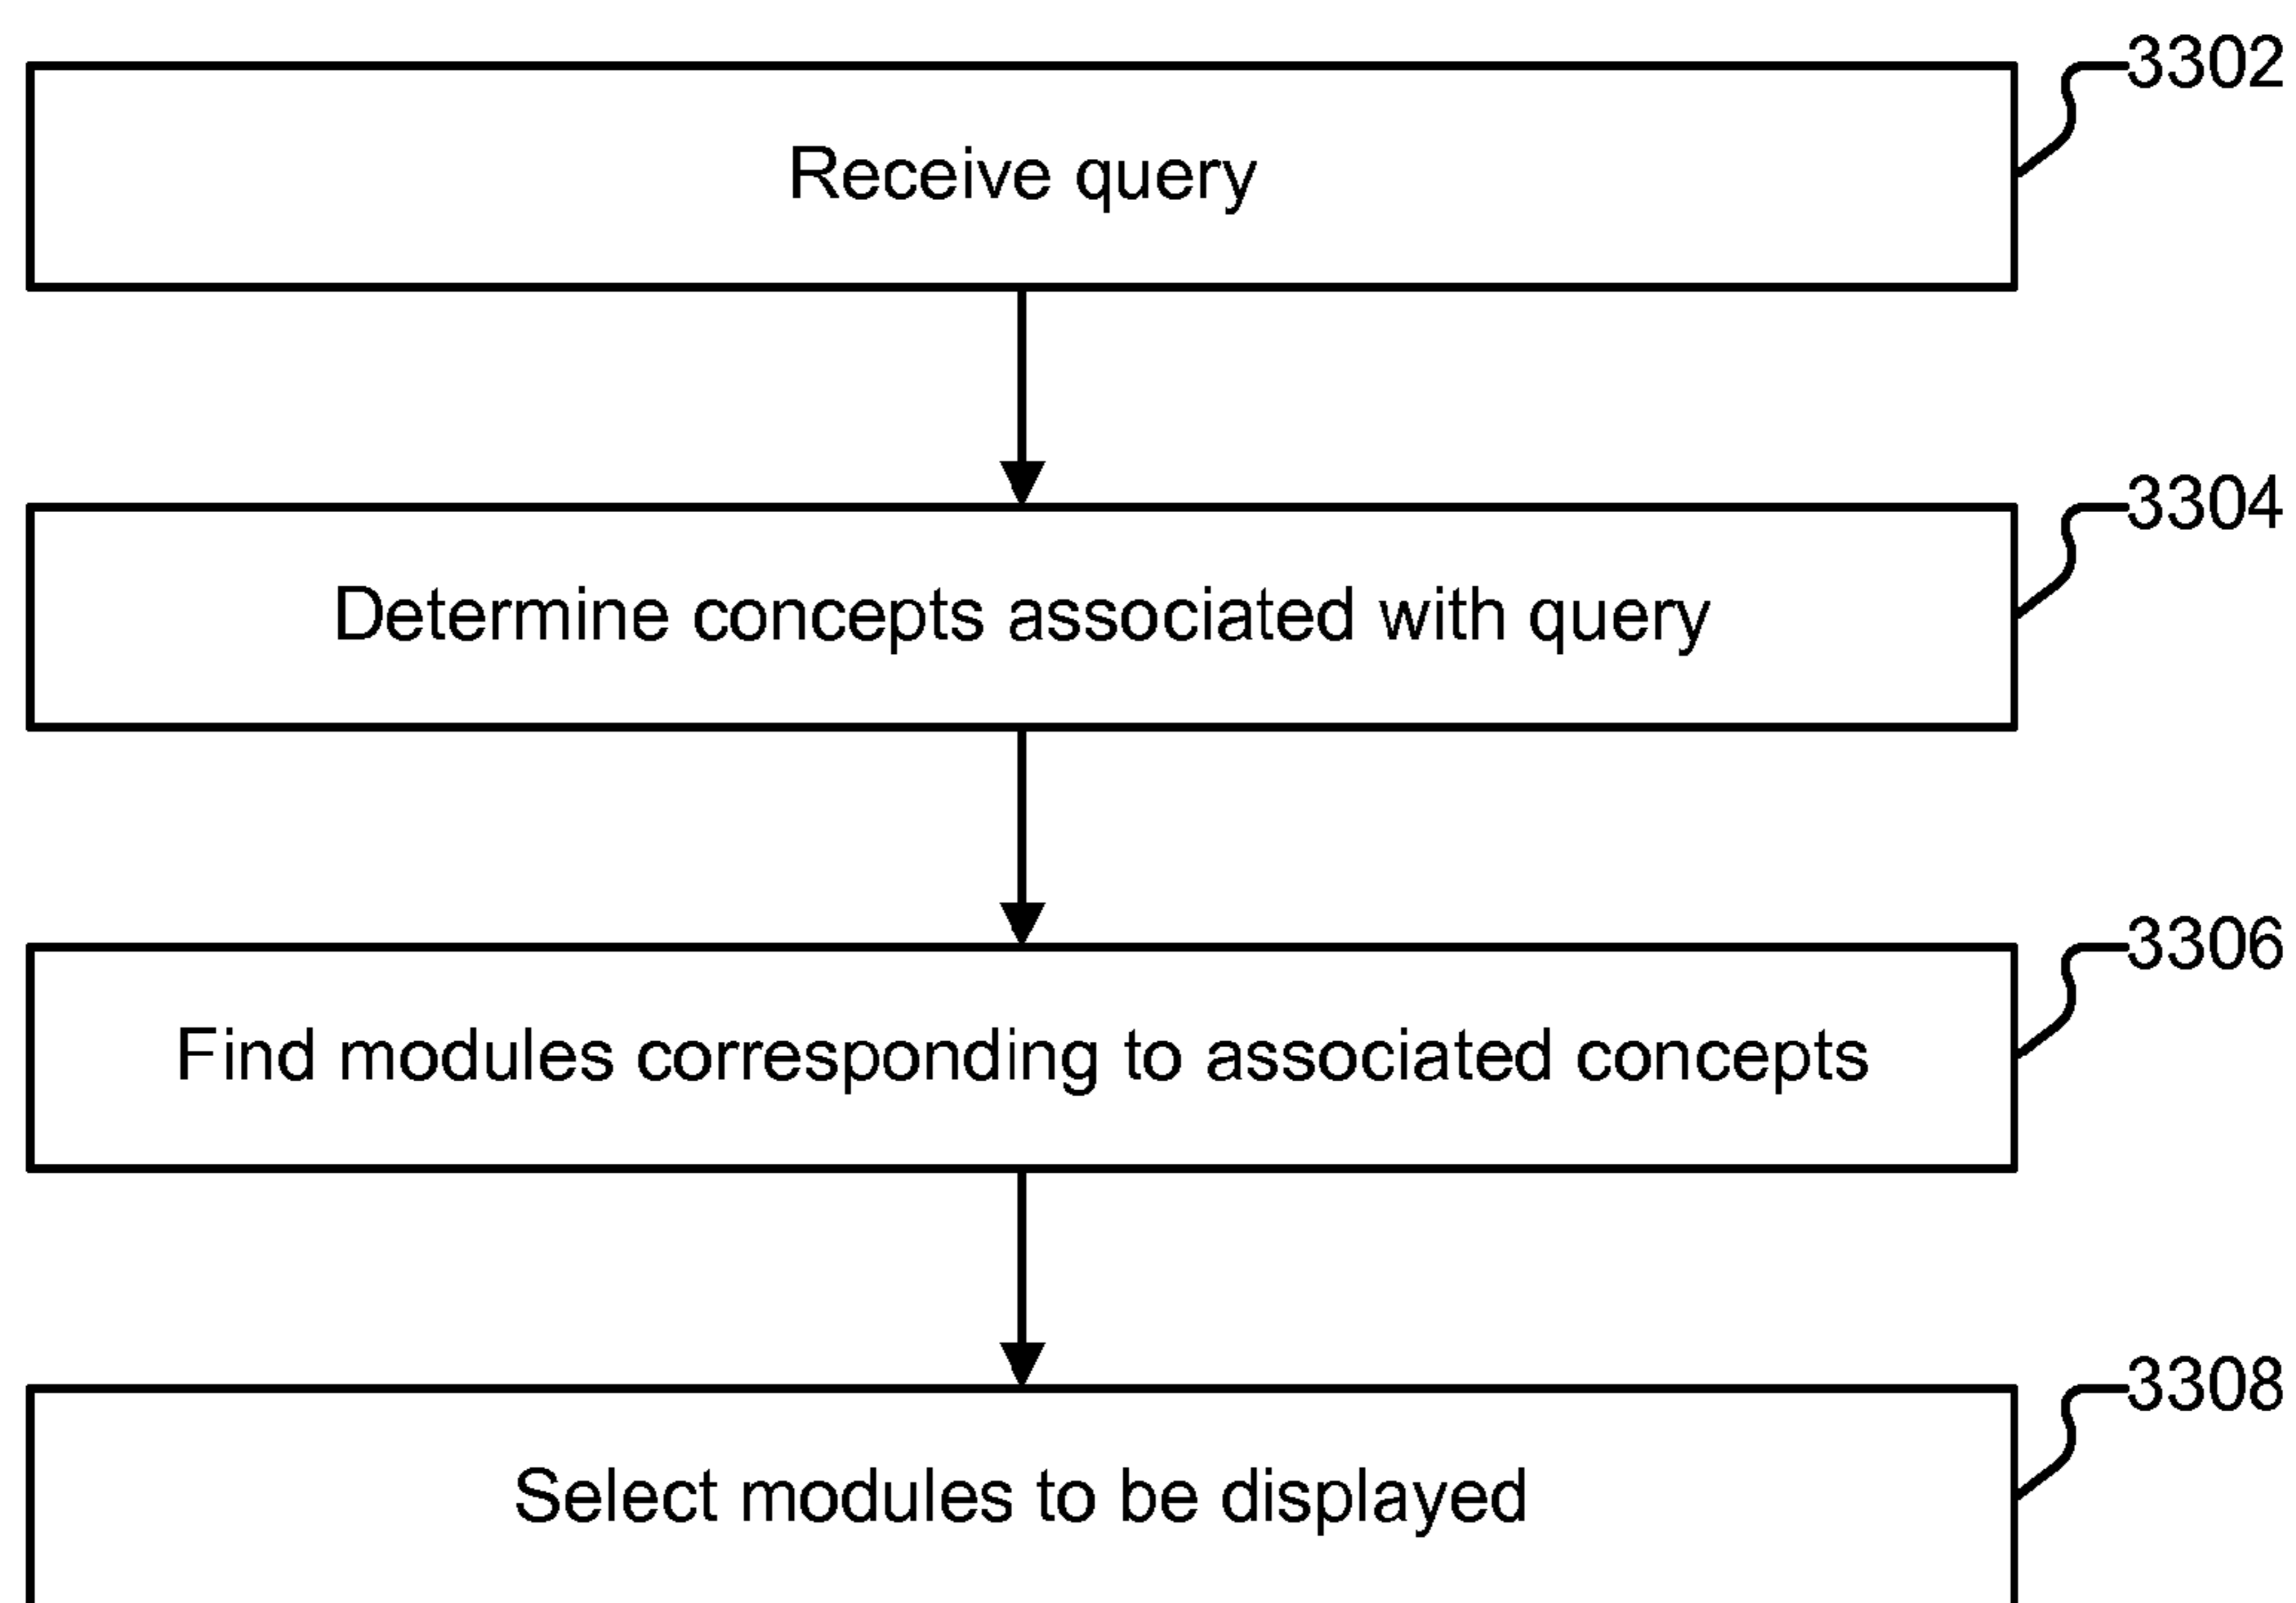 3302
Receive query
3304
Determine concepts associated with query
3306
Find modules corresponding to associated concepts
3308
Select modules to be displayed